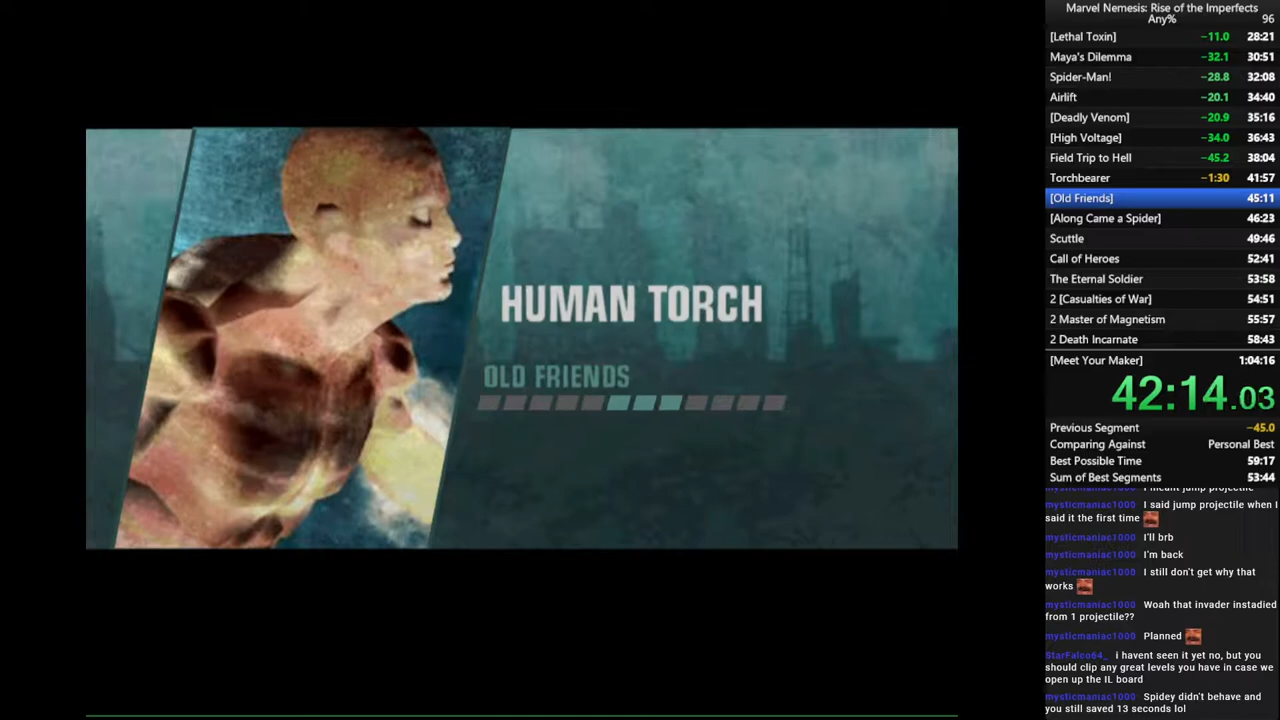 HUMAN TORCH
OLD FRIENDS
Marvel Nemesis: Rise of the Imperfects
Any% 96
[Lethal Toxin] −11.0 28:21
Maya's Dilemma −32.1 30:51
Spider-Man! −28.8 32:08
Airlift −20.1 34:40
[Deadly Venom] −20.9 35:16
[High Voltage] −34.0 36:43
Field Trip to Hell −45.2 38:04
Torchbearer −1:30 41:57
[Old Friends] 45:11
[Along Came a Spider] 46:23
Scuttle 49:46
Call of Heroes 52:41
The Eternal Soldier 53:58
2 [Casualties of War] 54:51
2 Master of Magnetism 55:57
2 Death Incarnate 58:43
[Meet Your Maker] 1:04:16
42:14.03
Previous Segment −45.0
Comparing Against Personal Best
Best Possible Time 59:17
Sum of Best Segments 53:44
mysticmaniac1000 I meant jump projectile
mysticmaniac1000 I said jump projectile when I
said it the first time
mysticmaniac1000 I'll brb
mysticmaniac1000 I'm back
mysticmaniac1000 I still don't get why that
works
mysticmaniac1000 Woah that invader instadied
from 1 projectile??
mysticmaniac1000 Planned
StarFalco64_ i havent seen it yet no, but you
should clip any great levels you have in case we
open up the IL board
mysticmaniac1000 Spidey didn't behave and
you still saved 13 seconds lol